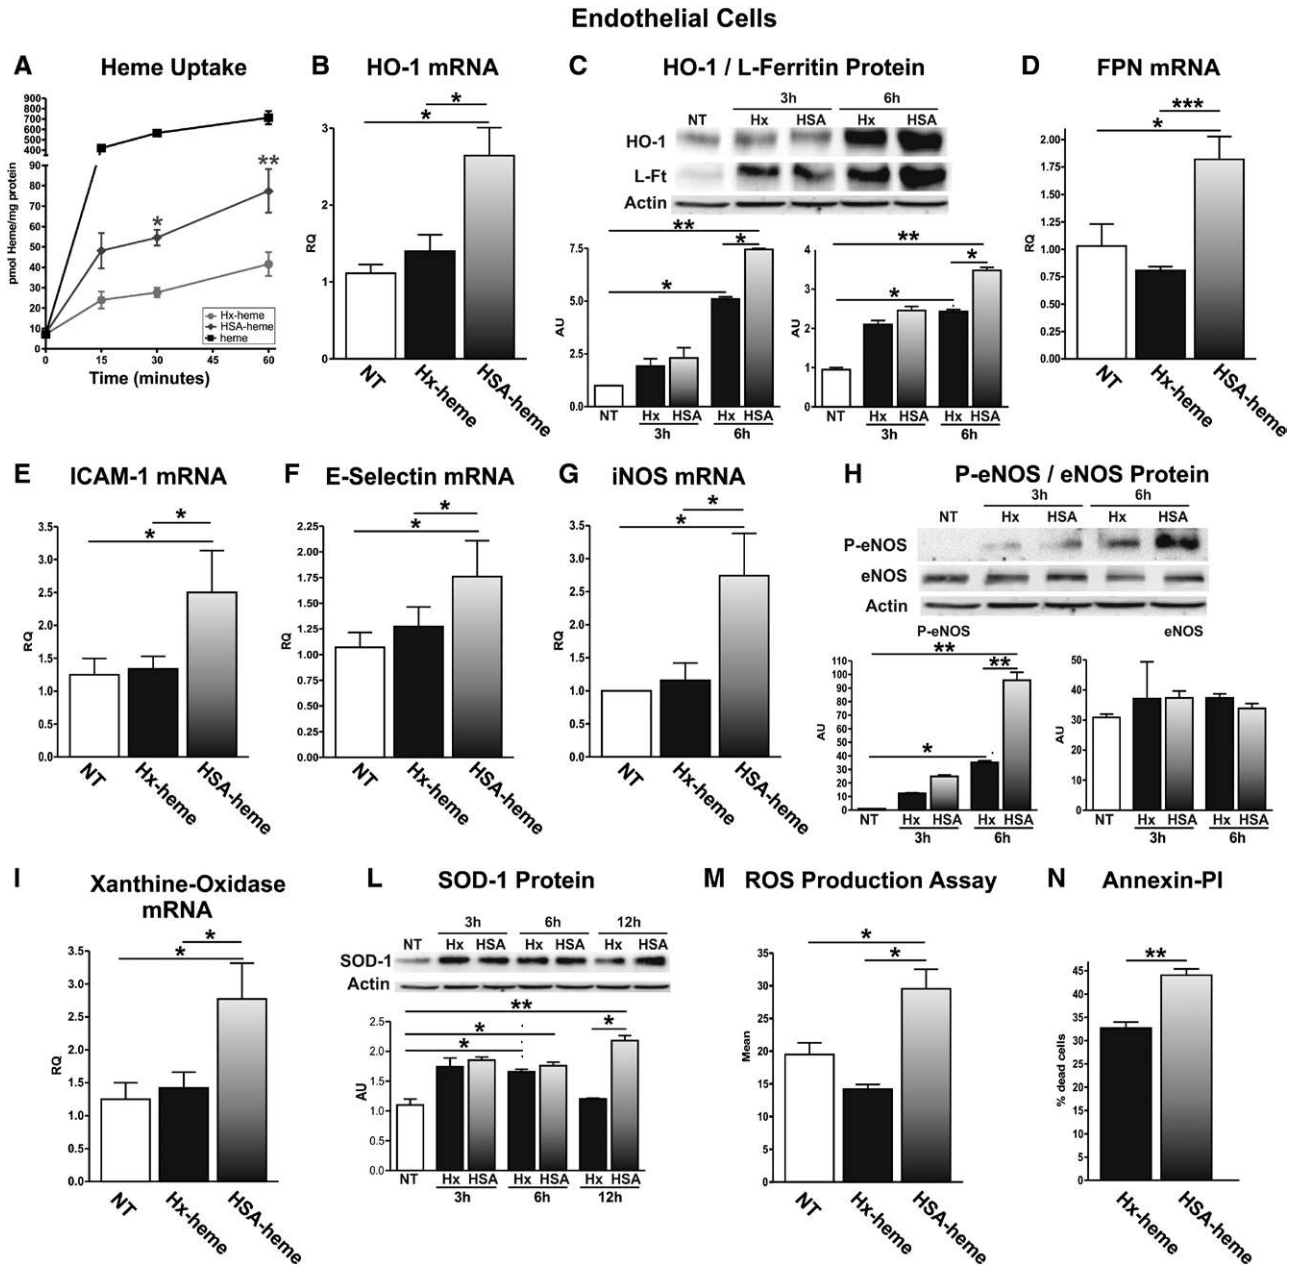 Endothelial Cells
A Heme Uptake
pmol Heme/mg protein
900
800
700
600
500
400
90
80
70
60
50
40
30
20
10
0
**
*
Hx-heme
HSA-heme
heme
0 15 30 45 60
Time (minutes)
B HO-1 mRNA
*
*
RQ
3
2
1
0
NT Hx-heme HSA-heme
C HO-1 / L-Ferritin Protein
3h 6h
NT Hx HSA Hx HSA
HO-1
L-Ft
Actin
**
*
*
AU
7.5
5.0
2.5
0.0
NT Hx HSA Hx HSA
3h 6h
**
*
*
AU
4
3
2
1
0
NT Hx HSA Hx HSA
3h 6h
D FPN mRNA
***
*
RQ
2.00
1.75
1.50
1.25
1.00
0.75
0.50
0.25
0.00
NT Hx-heme HSA-heme
E ICAM-1 mRNA
*
*
RQ
3.5
3.0
2.5
2.0
1.5
1.0
0.5
0.0
NT Hx-heme HSA-heme
F E-Selectin mRNA
*
*
RQ
2.25
2.00
1.75
1.50
1.25
1.00
0.75
0.50
0.25
0.00
NT Hx-heme HSA-heme
G iNOS mRNA
*
*
RQ
3.5
3.0
2.5
2.0
1.5
1.0
0.5
0.0
NT Hx-heme HSA-heme
H P-eNOS / eNOS Protein
3h 6h
NT Hx HSA Hx HSA
P-eNOS
eNOS
Actin
P-eNOS
**
**
*
AU
110
100
90
80
70
60
50
40
30
20
10
0
NT Hx HSA Hx HSA
3h 6h
eNOS
AU
50
40
30
20
10
0
NT Hx HSA Hx HSA
3h 6h
I Xanthine-Oxidase
mRNA
*
*
RQ
3.5
3.0
2.5
2.0
1.5
1.0
0.5
0.0
NT Hx-heme HSA-heme
L SOD-1 Protein
3h 6h 12h
NT Hx HSA Hx HSA Hx HSA
SOD-1
Actin
**
*
*
*
AU
2.5
2.0
1.5
1.0
0.5
0.0
NT Hx HSA Hx HSA Hx HSA
3h 6h 12h
M ROS Production Assay
*
*
Mean
35
30
25
20
15
10
5
0
NT Hx-heme HSA-heme
N Annexin-PI
**
% dead cells
45
40
35
30
25
20
15
10
5
0
Hx-heme HSA-heme